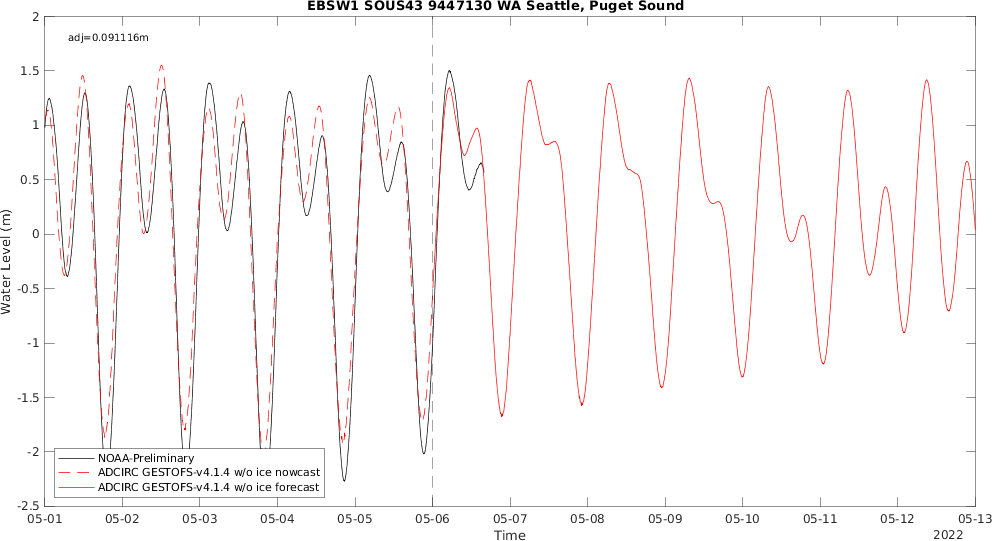 EBSW1 SOUS43 9447130 WA Seattle, Puget Sound
adj=0.091116m
Water Level (m)
2
1.5
1
0.5
0
-0.5
-1
-1.5
-2
-2.5
NOAA-Preliminary
ADCIRC GESTOFS-v4.1.4 w/o ice nowcast
ADCIRC GESTOFS-v4.1.4 w/o ice forecast
05-01 05-02 05-03 05-04 05-05 05-06 05-07 05-08 05-09 05-10 05-11 05-12 05-13
Time
2022